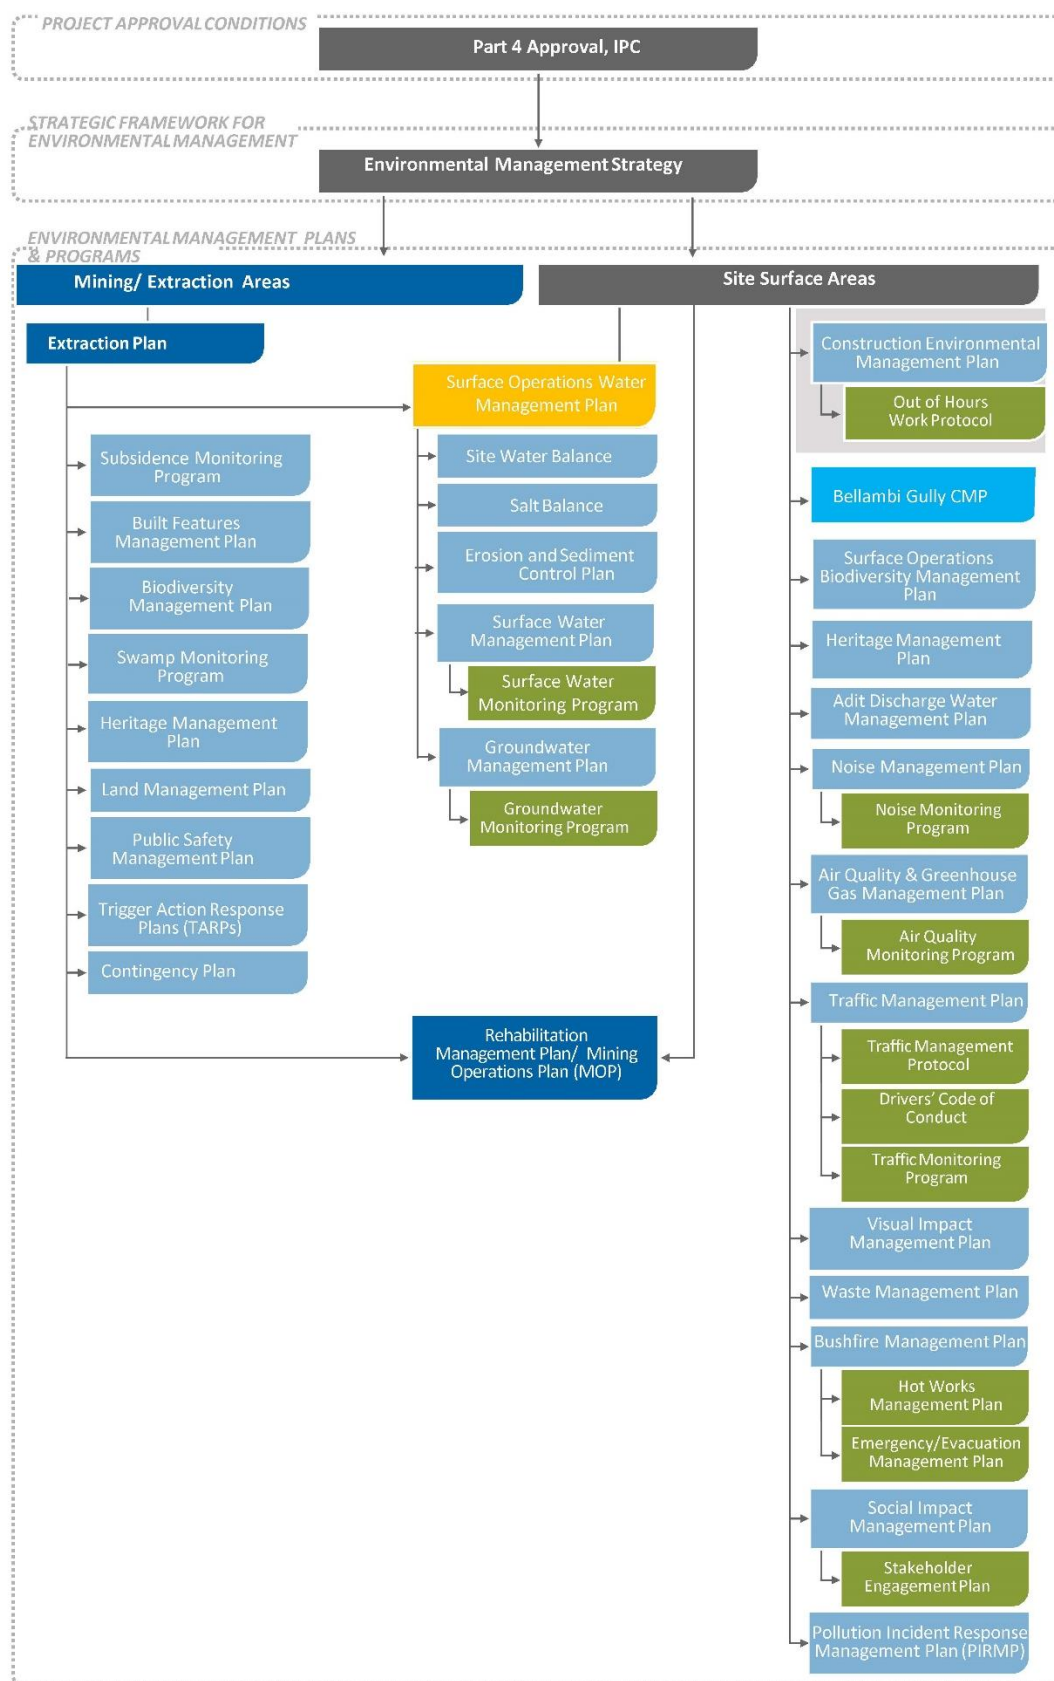 PROJECT APPROVAL CONDITIONS
Part 4 Approval, IPC
STRATEGIC FRAMEWORK FOR
ENVIRONMENTAL MANAGEMENT
Environmental Management Strategy
ENVIRONMENTAL MANAGEMENT PLANS
& PROGRAMS
Mining/ Extraction Areas
Site Surface Areas
Extraction Plan
Subsidence Monitoring
Program
Built Features
Management Plan
Biodiversity
Management Plan
Swamp Monitoring
Program
Heritage Management
Plan
Land Management Plan
Public Safety
Management Plan
Trigger Action Response
Plans (TARPs)
Contingency Plan
Surface Operations Water
Management Plan
Site Water Balance
Salt Balance
Erosion and Sediment
Control Plan
Surface Water
Management Plan
Surface Water
Monitoring Program
Groundwater
Management Plan
Groundwater
Monitoring Program
Rehabilitation
Management Plan/ Mining
Operations Plan (MOP)
Construction Environmental
Management Plan
Out of Hours
Work Protocol
Bellambi Gully CMP
Surface Operations
Biodiversity Management
Plan
Heritage Management
Plan
Adit Discharge Water
Management Plan
Noise Management Plan
Noise Monitoring
Program
Air Quality & Greenhouse
Gas Management Plan
Air Quality
Monitoring Program
Traffic Management Plan
Traffic Management
Protocol
Drivers' Code of
Conduct
Traffic Monitoring
Program
Visual Impact
Management Plan
Waste Management Plan
Bushfire Management Plan
Hot Works
Management Plan
Emergency/Evacuation
Management Plan
Social Impact
Management Plan
Stakeholder
Engagement Plan
Pollution Incident Response
Management Plan (PIRMP)